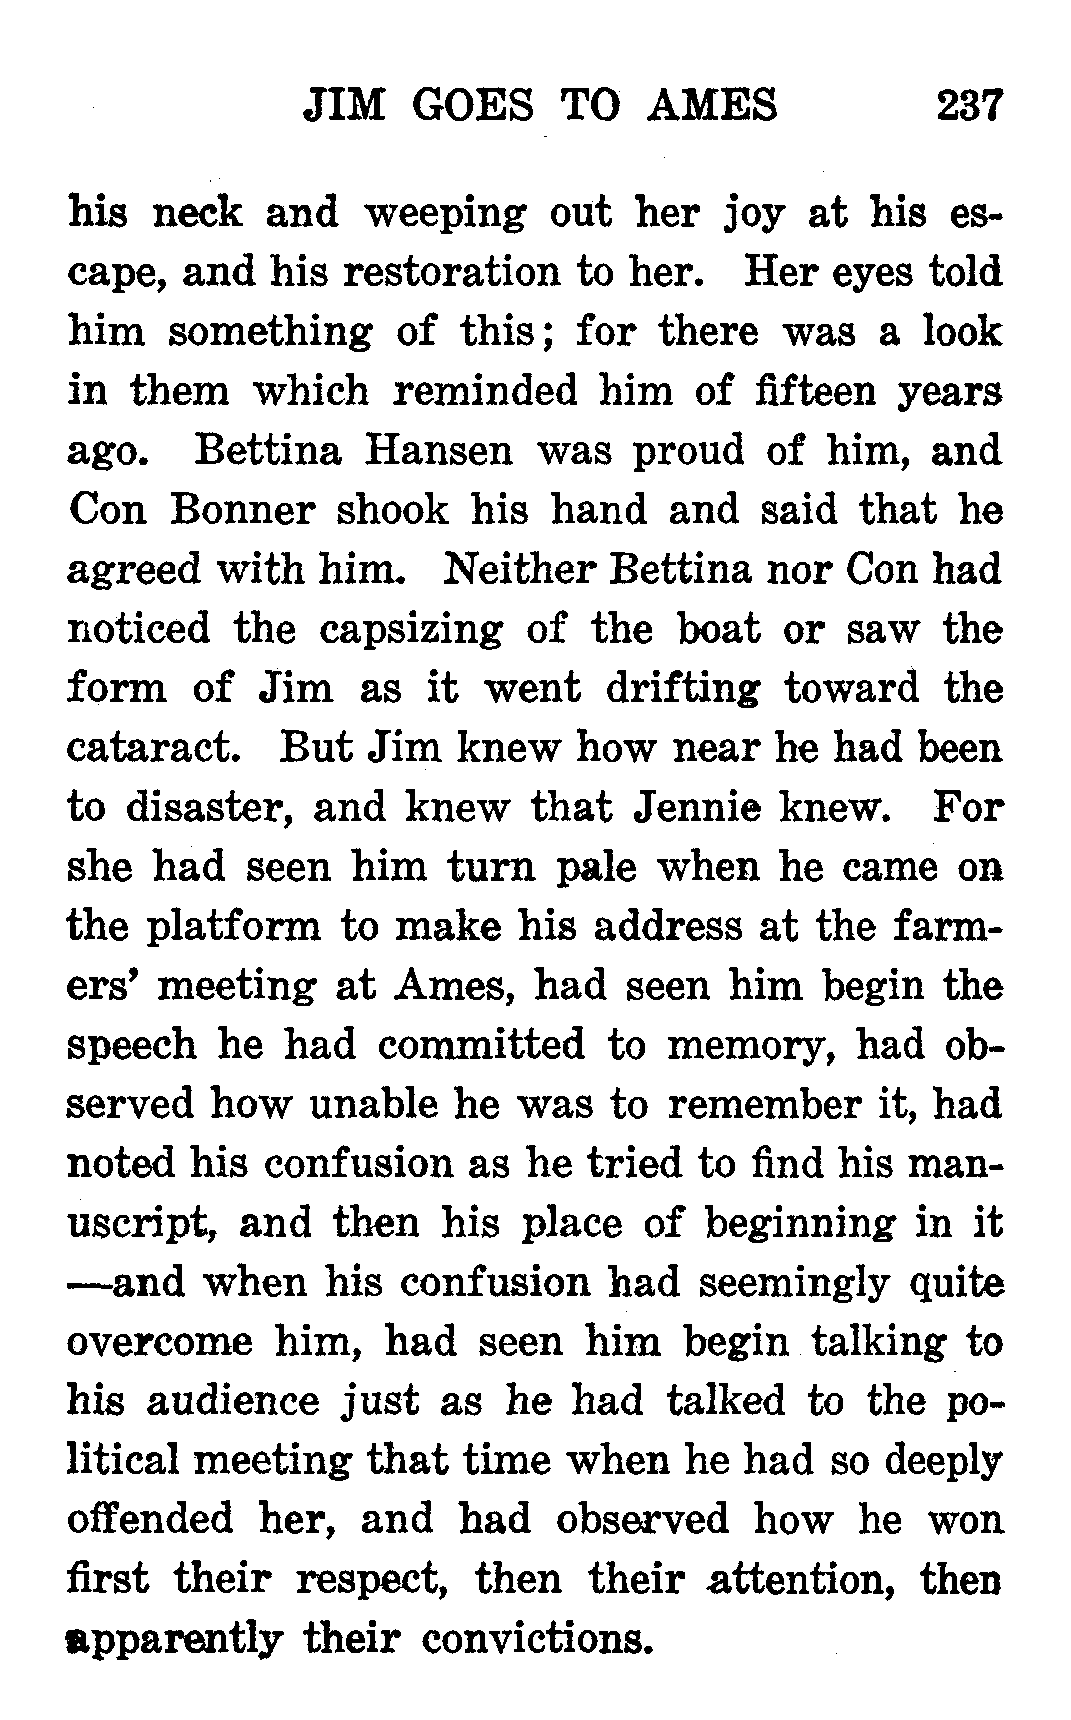 JIM GOES TO AMES 237
his neck and weeping out her joy at his es-
cape, and his restoration to her. Her eyes told
him something of this; for there was a look
in them which reminded him of fifteen years
ago. Bettina Hansen was proud of him, and
Con Bonner shook his hand and said that he
agreed with him. Neither Bettina nor Con had
noticed the capsizing of the boat or saw the
form of Jim as it went drifting toward the
cataract. But Jim knew how near he had been
to disaster, and knew that Jennie knew. For
she had seen him turn pale when he came on
the platform to make his address at the farm-
ers' meeting at Ames, had seen him begin the
speech he had committed to memory, had ob-
served how unable he was to remember it, had
noted his confusion as he tried to find his man-
uscript, and then his place of beginning in it
—and when his confusion had seemingly quite
overcome him, had seen him begin talking to
his audience just as he had talked to the po-
litical meeting that time when he had so deeply
offended her, and had observed how he won
first their respect, then their attention, then
apparently their convictions.